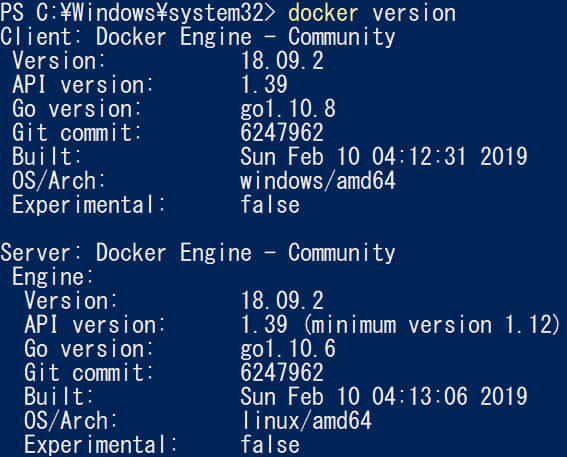 PS C:¥Windows¥system32> docker version
Client: Docker Engine - Community
 Version:           18.09.2
 API version:       1.39
 Go version:        go1.10.8
 Git commit:        6247962
 Built:             Sun Feb 10 04:12:31 2019
 OS/Arch:           windows/amd64
 Experimental:      false

Server: Docker Engine - Community
 Engine:
  Version:          18.09.2
  API version:      1.39 (minimum version 1.12)
  Go version:       go1.10.6
  Git commit:       6247962
  Built:            Sun Feb 10 04:13:06 2019
  OS/Arch:          linux/amd64
  Experimental:     false